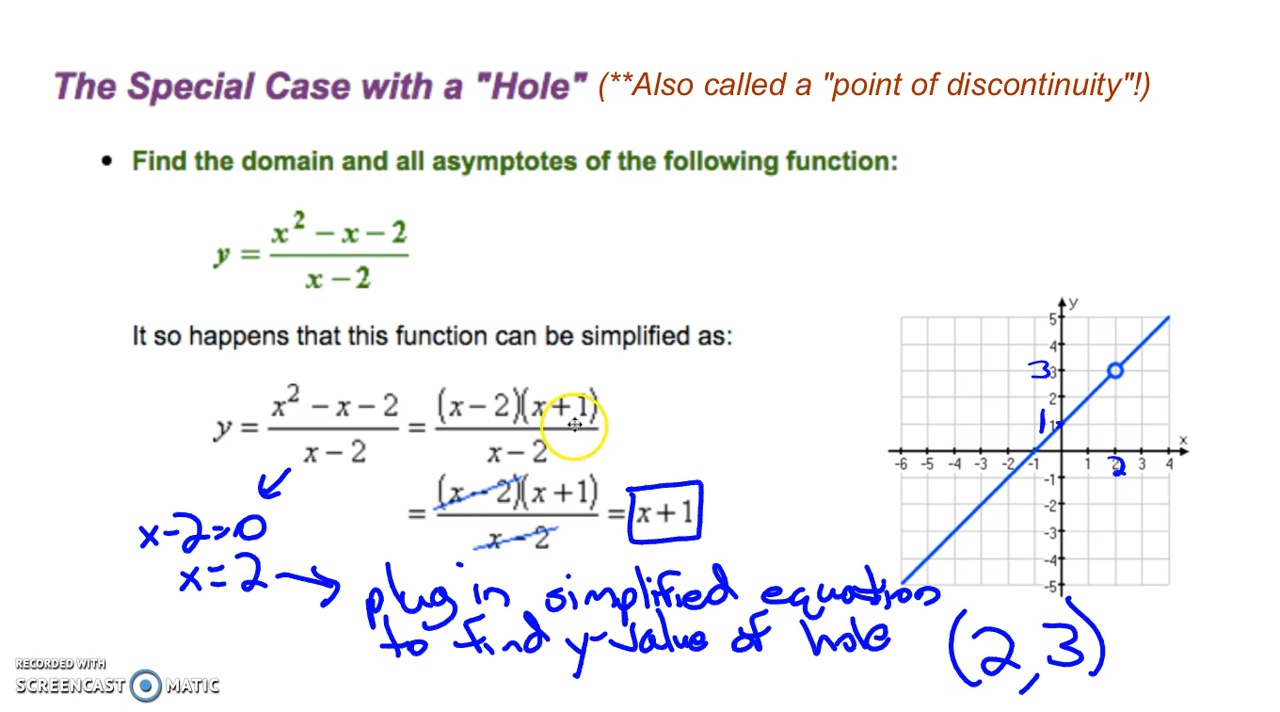 The Special Case with a "Hole" (**Also called a "point of discontinuity"!)
• Find the domain and all asymptotes of the following function:
y = (x² − x − 2)/(x − 2)
It so happens that this function can be simplified as:
y = (x² − x − 2)/(x − 2) = (x − 2)(x + 1)/(x − 2)
= (x − 2)(x + 1)/(x − 2) = x + 1
x-2=0
x=2
plug in simplified equation
to find y-value of hole
(2,3)
y
5
4
3 3
2
1 1
x
-6 -5 -4 -3 -2 -1 1 2 3 4
2
-1
-2
-3
-4
-5
RECORDED WITH
SCREENCAST MATIC